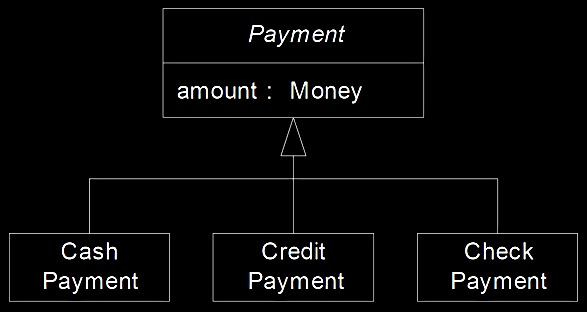 Payment
amount : Money
Cash
Payment
Credit
Payment
Check
Payment